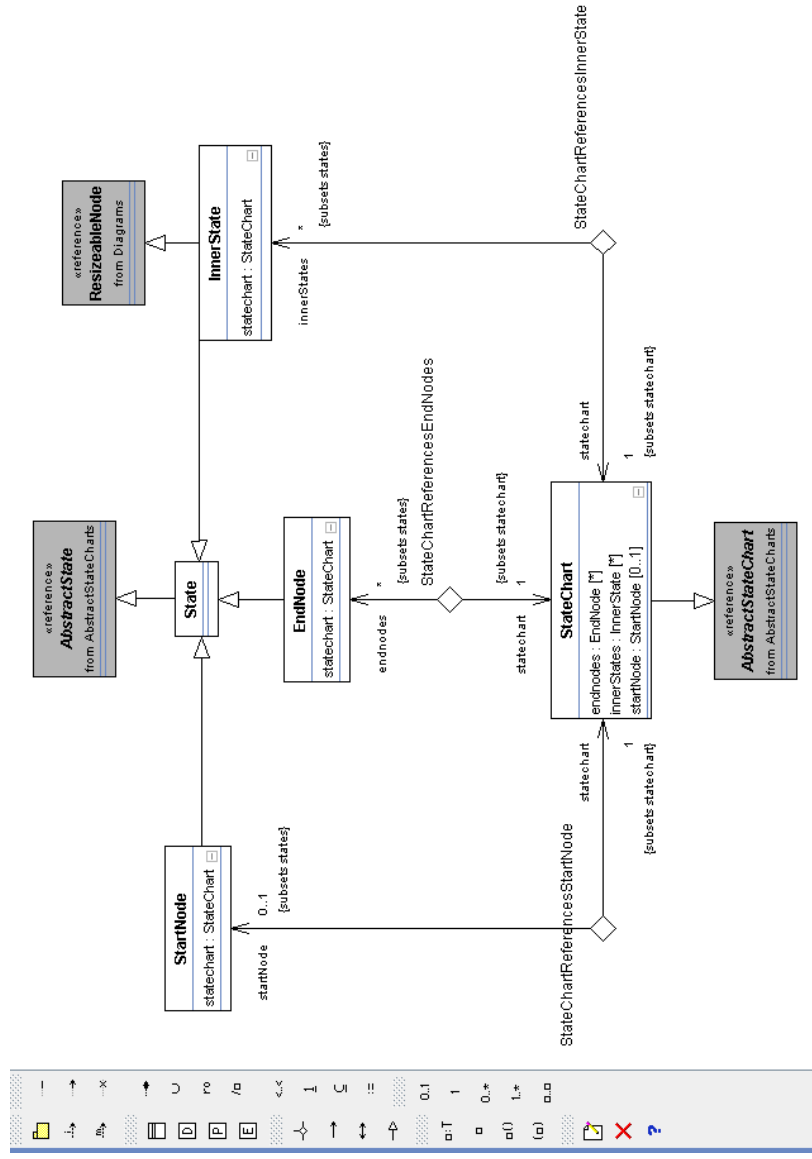 «reference»
AbstractState
from AbstractStateCharts
«reference»
ResizeableNode
from Diagrams
StartNode
statechart : StateChart
State
InnerState
statechart : StateChart
EndNode
statechart : StateChart
startNode
0..1
{subsets states}
endnodes
*
{subsets states}
innerStates
*
{subsets states}
StateChartReferencesEndNodes
statechart
1
{subsets statechart}
StateChartReferencesStartNode
statechart
1
{subsets statechart}
StateChart
endnodes : EndNode [*]
innerStates : InnerState [*]
startNode : StartNode [0..1]
statechart
1
{subsets statechart}
StateChartReferencesInnerState
«reference»
AbstractStateChart
from AbstractStateCharts
D
P
E
ro
1
:=
0..1
1
0..*
1..*
?